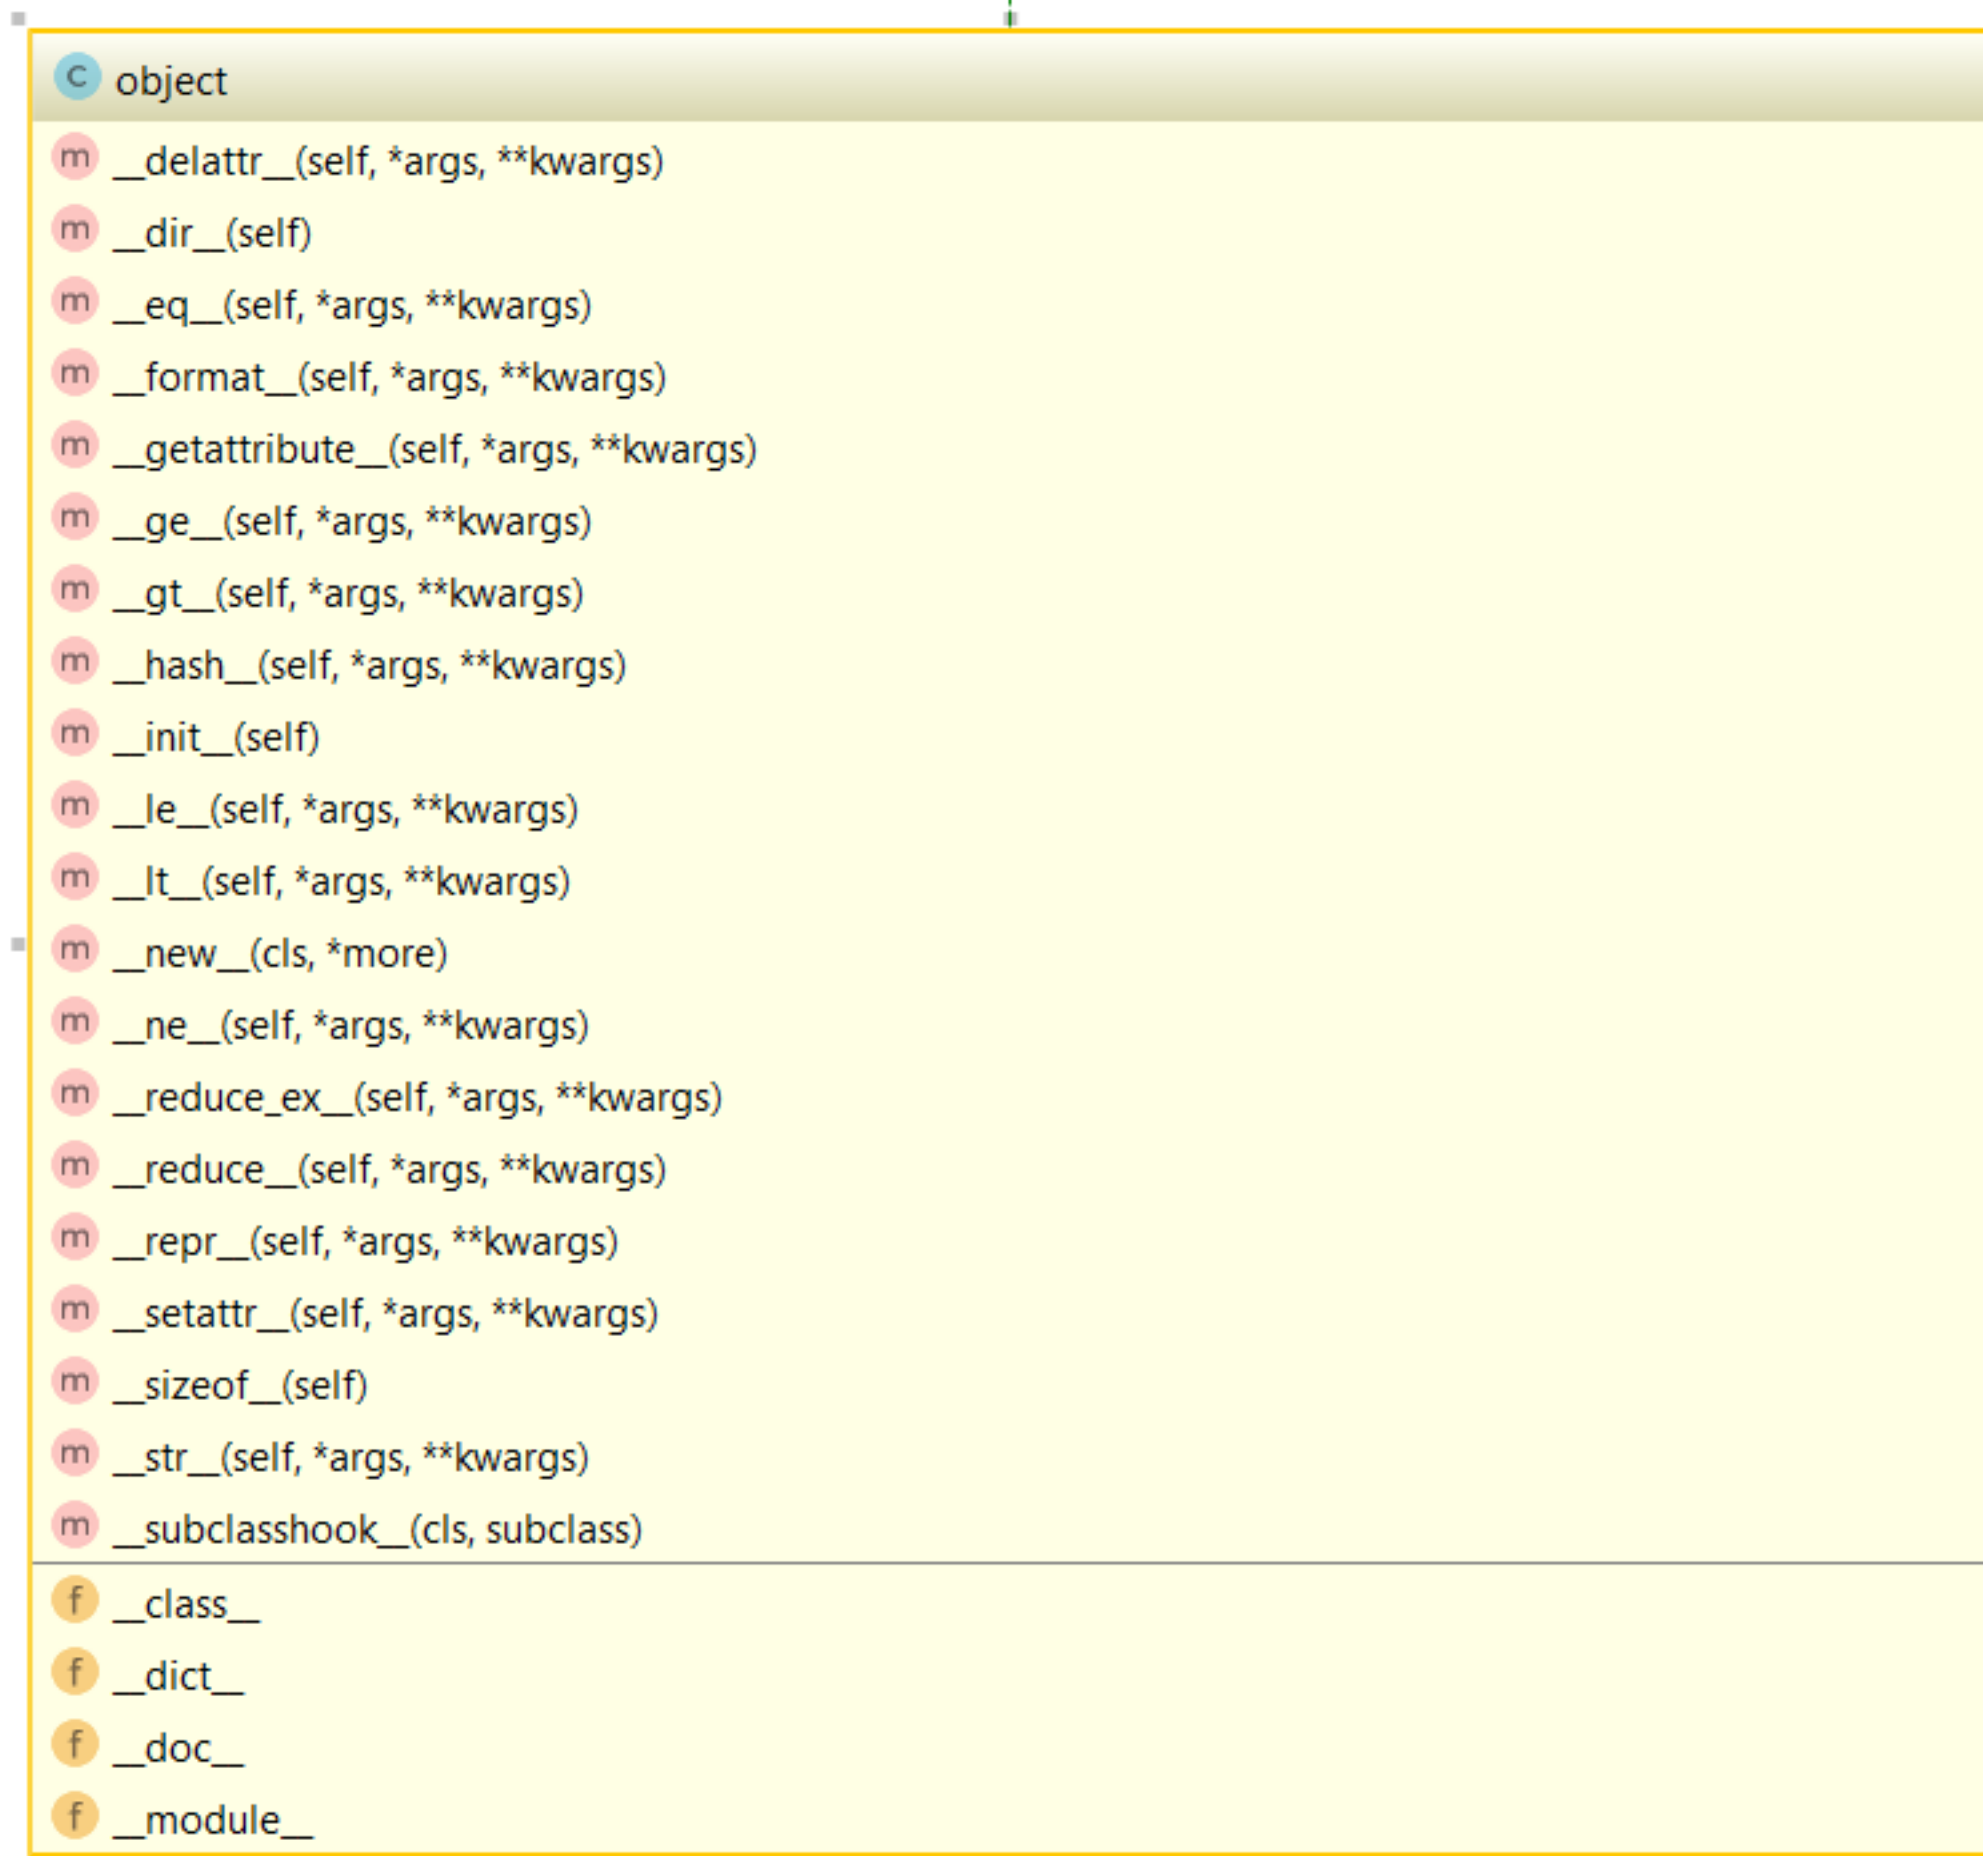 C object
m __delattr__(self, *args, **kwargs)
m __dir__(self)
m __eq__(self, *args, **kwargs)
m __format__(self, *args, **kwargs)
m __getattribute__(self, *args, **kwargs)
m __ge__(self, *args, **kwargs)
m __gt__(self, *args, **kwargs)
m __hash__(self, *args, **kwargs)
m __init__(self)
m __le__(self, *args, **kwargs)
m __lt__(self, *args, **kwargs)
m __new__(cls, *more)
m __ne__(self, *args, **kwargs)
m __reduce_ex__(self, *args, **kwargs)
m __reduce__(self, *args, **kwargs)
m __repr__(self, *args, **kwargs)
m __setattr__(self, *args, **kwargs)
m __sizeof__(self)
m __str__(self, *args, **kwargs)
m __subclasshook__(cls, subclass)
f __class__
f __dict__
f __doc__
f __module__